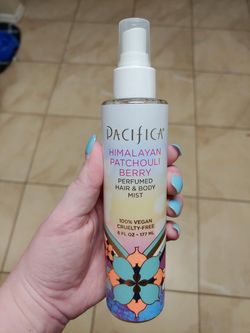 PACIFICA®
HIMALAYAN
PATCHOULI
BERRY
PERFUMED
HAIR & BODY
MIST
100% VEGAN
CRUELTY-FREE
6 FL OZ • 177 ML